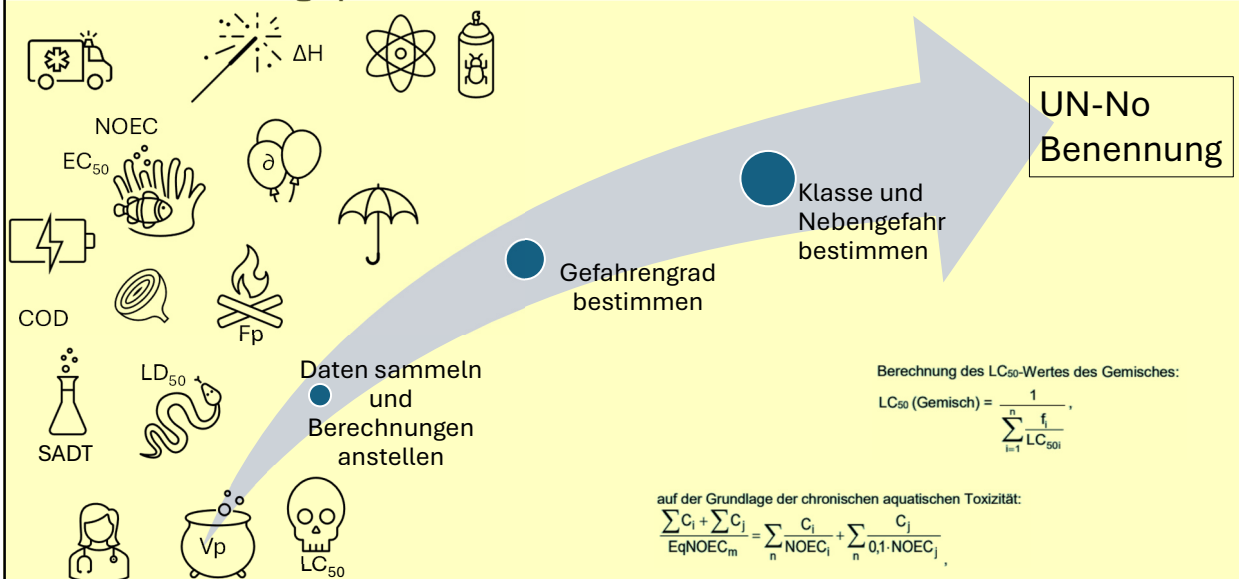 ΔH
NOEC
EC₅₀
∂
COD
Fp
LD₅₀
SADT
Vp
LC₅₀
Daten sammeln
und
Berechnungen
anstellen
Gefahrengrad
bestimmen
Klasse und
Nebengefahr
bestimmen
UN-No
Benennung
Berechnung des LC₅₀-Wertes des Gemisches:
LC₅₀ (Gemisch) = 1 / ∑ⁿᵢ₌₁ fᵢ / LC₅₀ᵢ ,
auf der Grundlage der chronischen aquatischen Toxizität:
(∑Cᵢ + ∑Cⱼ) / EqNOECₘ = ∑ₙ Cᵢ / NOECᵢ + ∑ₙ Cⱼ / 0,1·NOECⱼ ,